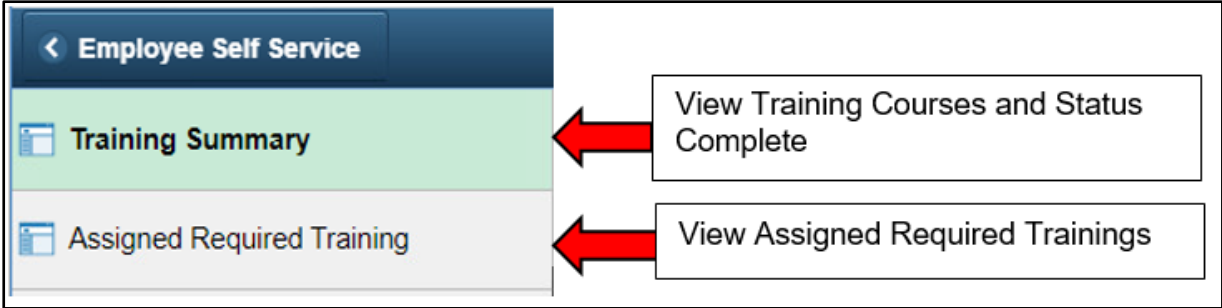 Employee Self Service
Training Summary
View Training Courses and Status
Complete
Assigned Required Training
View Assigned Required Trainings